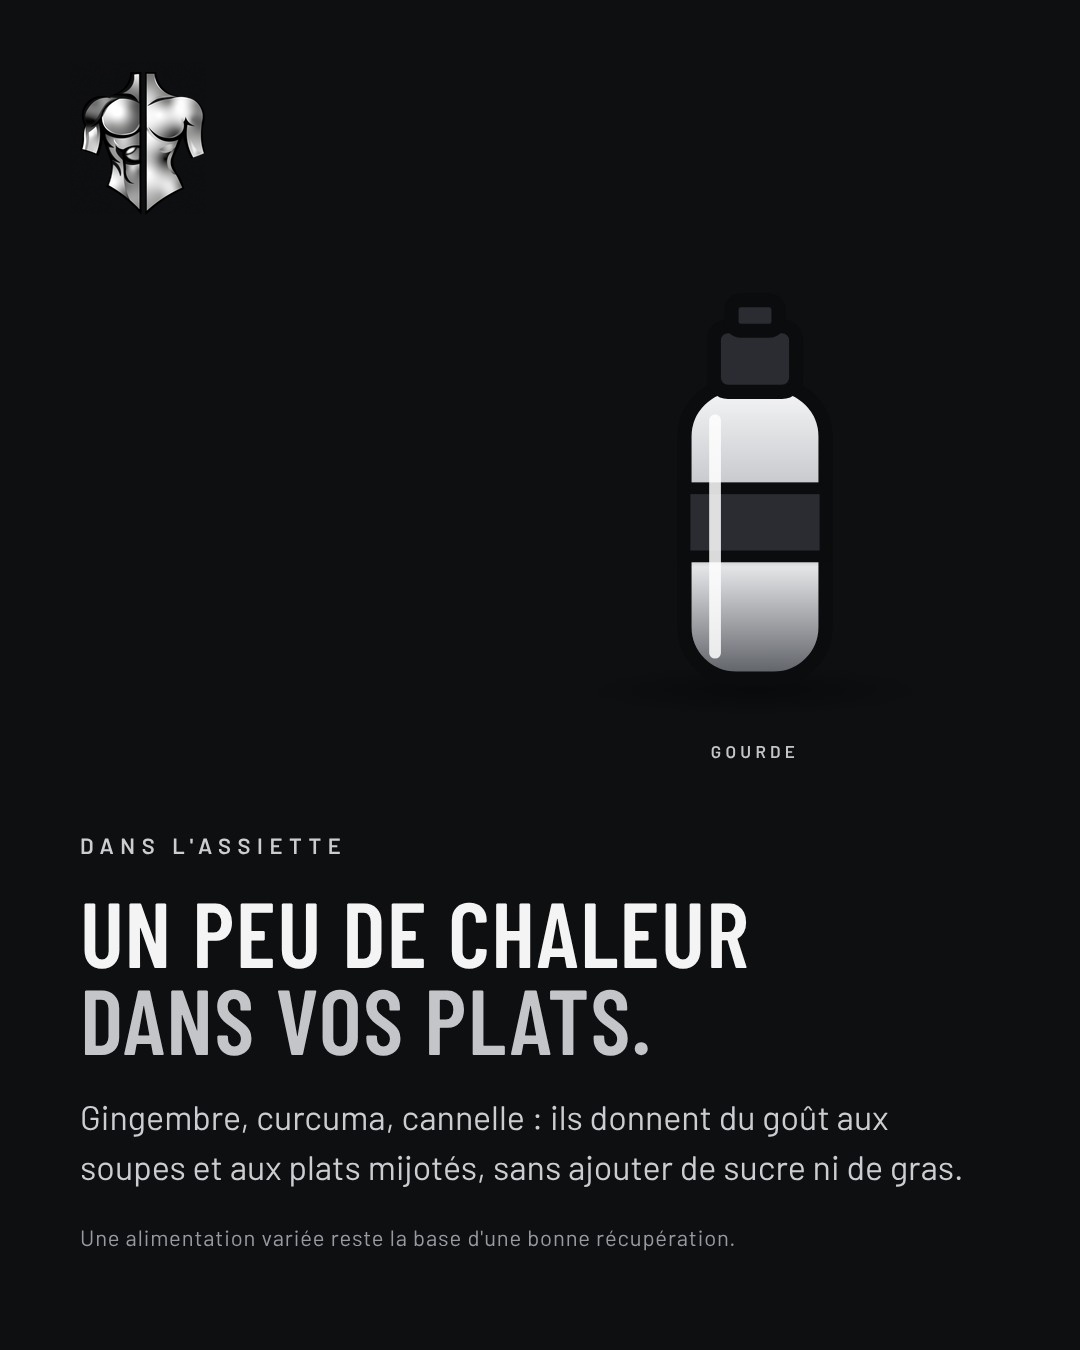 GOURDE
DANS L'ASSIETTE
UN PEU DE CHALEUR
DANS VOS PLATS.
Gingembre, curcuma, cannelle : ils donnent du goût aux
soupes et aux plats mijotés, sans ajouter de sucre ni de gras.
Une alimentation variée reste la base d'une bonne récupération.